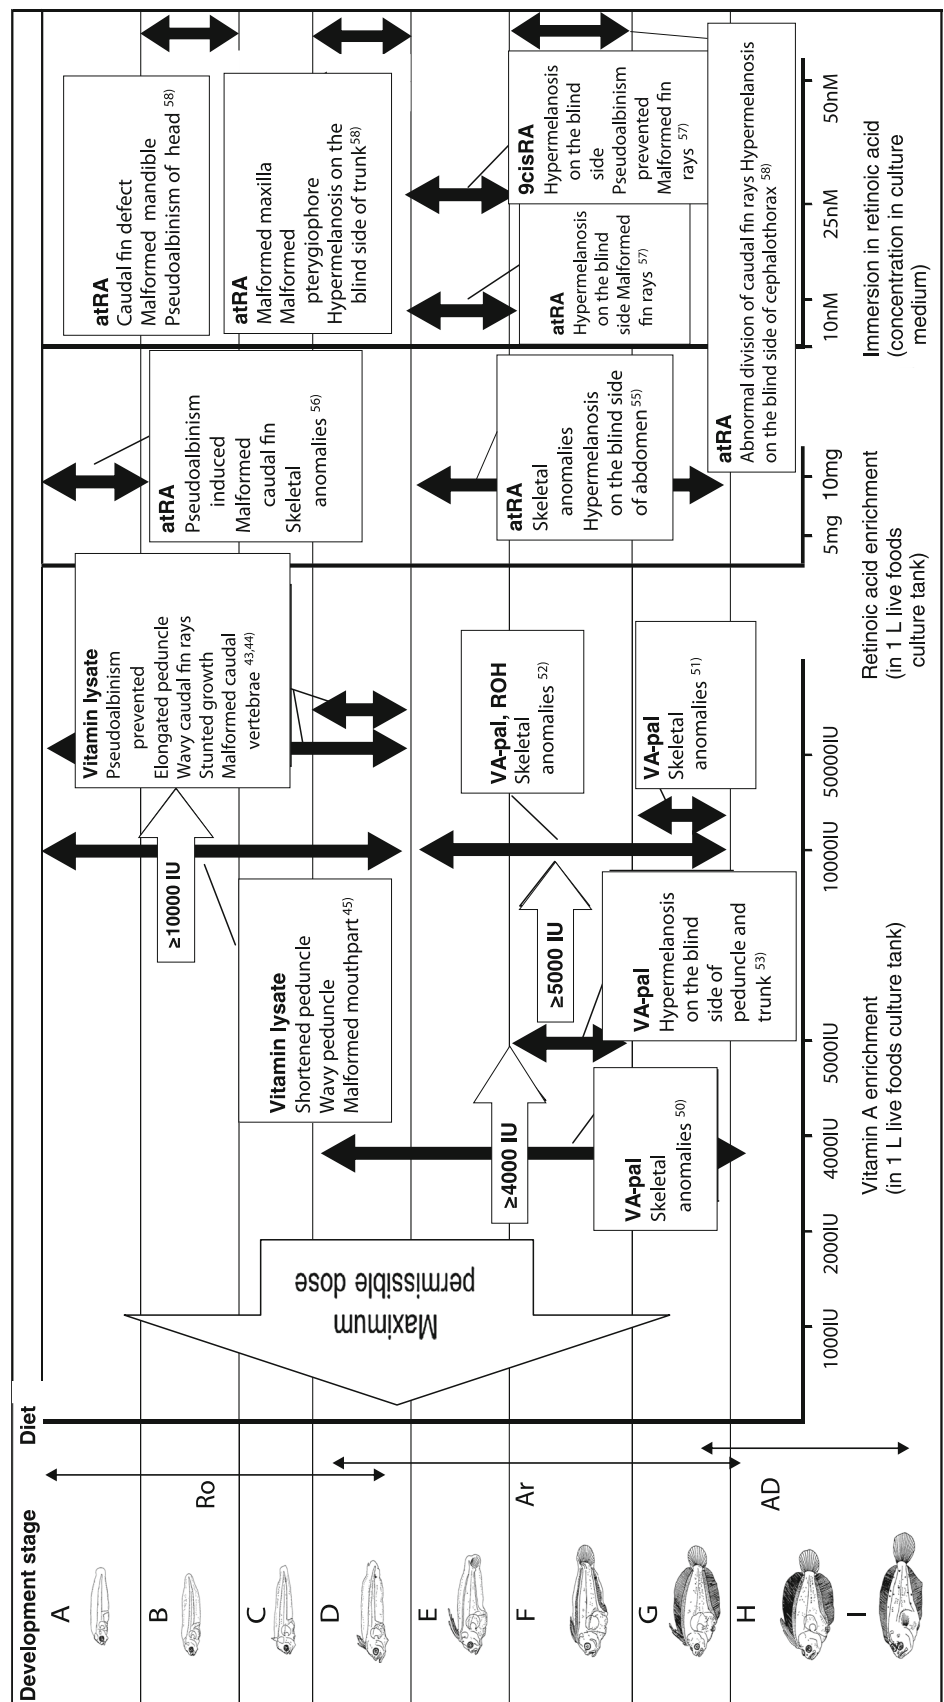 Development stage
Diet
A
B
C
D
E
F
G
H
I
Ro
Ar
AD
Maximum
permissible dose
≥4000 IU
≥5000 IU
≥10000 IU
Vitamin lysate
Pseudoalbinism
prevented
Elongated peduncle
Wavy caudal fin rays
Stunted growth
Malformed caudal
vertebrae 43,44)
Vitamin lysate
Shortened peduncle
Wavy peduncle
Malformed mouthpart 45)
VA-pal
Skeletal
anomalies 50)
VA-pal
Hypermelanosis
on the blind
side of
peduncle and
trunk 53)
VA-pal, ROH
Skeletal
anomalies 52)
VA-pal
Skeletal
anomalies 51)
atRA
Pseudoalbinism
induced
Malformed
caudal fin
Skeletal
anomalies 56)
atRA
Skeletal
anomalies
Hypermelanosis
on the blind side
of abdomen 55)
atRA
Caudal fin defect
Malformed mandible
Pseudoalbinism of head 58)
atRA
Malformed maxilla
Malformed
pterygiophore
Hypermelanosis on the
blind side of trunk 58)
atRA
Hypermelanosis
on the blind
side Malformed
fin rays 57)
9cisRA
Hypermelanosis
on the blind
side
Pseudoalbinism
prevented
Malformed fin
rays 57)
atRA
Abnormal division of caudal fin rays Hypermelanosis
on the blind side of cephalothorax 58)
1000IU
2000IU
4000IU
5000IU
10000IU
50000IU
5mg
10mg
10nM
25nM
50nM
Vitamin A enrichment
(in 1 L live foods culture tank)
Retinoic acid enrichment
(in 1 L live foods
culture tank)
Immersion in retinoic acid
(concentration in culture
medium)